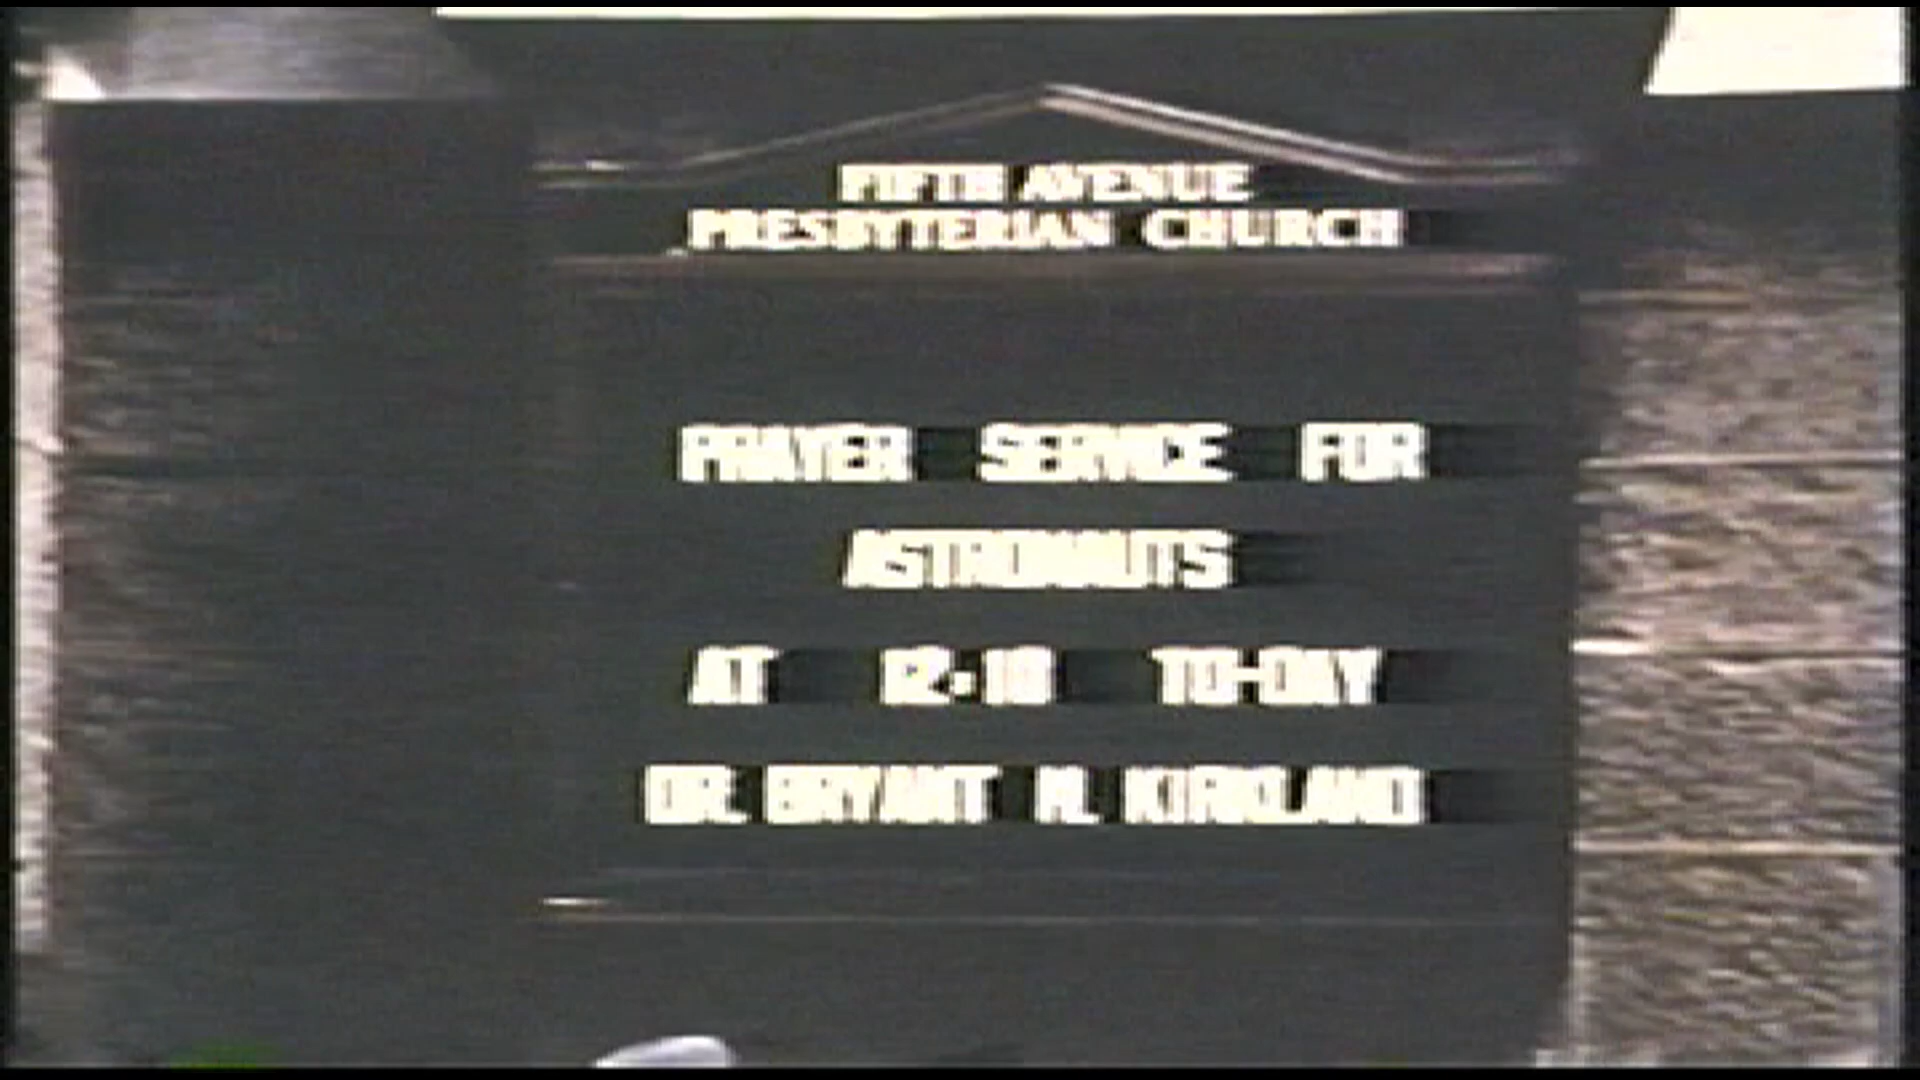 FIFTH AVENUE
PRESBYTERIAN CHURCH
PRAYER SERVICE FOR
ASTRONAUTS
AT 12:10 TO-DAY
DR. BRYANT M. KIRKLAND